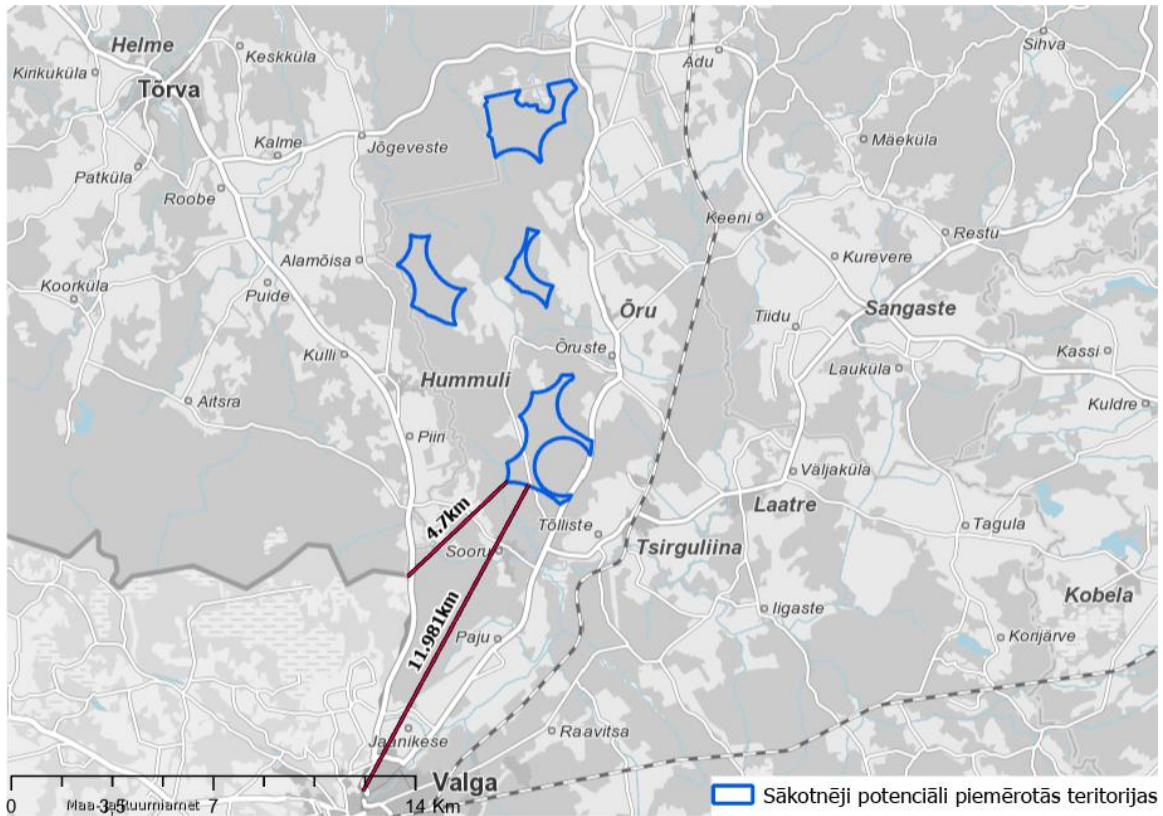 Helme
Keskküla
Sihva
Kirikuküla
Adu
Tõrva
Mäeküla
Kalme
Jõgeveste
Patküla
Roobe
Keeni
Restu
Alamõisa
Kurevere
Koorküla
Puide
Õru
Sangaste
Tiidu
Õruste
Kassi
Kulli
Hummuli
Lauküla
Aitsra
Kuldre
Piiri
Väljaküla
Laatre
4.7km
Tõlliste
Tagula
Sooru
Tsirguliina
11.981km
Iigaste
Kobela
Paju
Korijärve
Jaanikese
Raavitsa
Valga
0 3,5 7 14 Km
Sākotnēji potenciāli piemērotās teritorijas